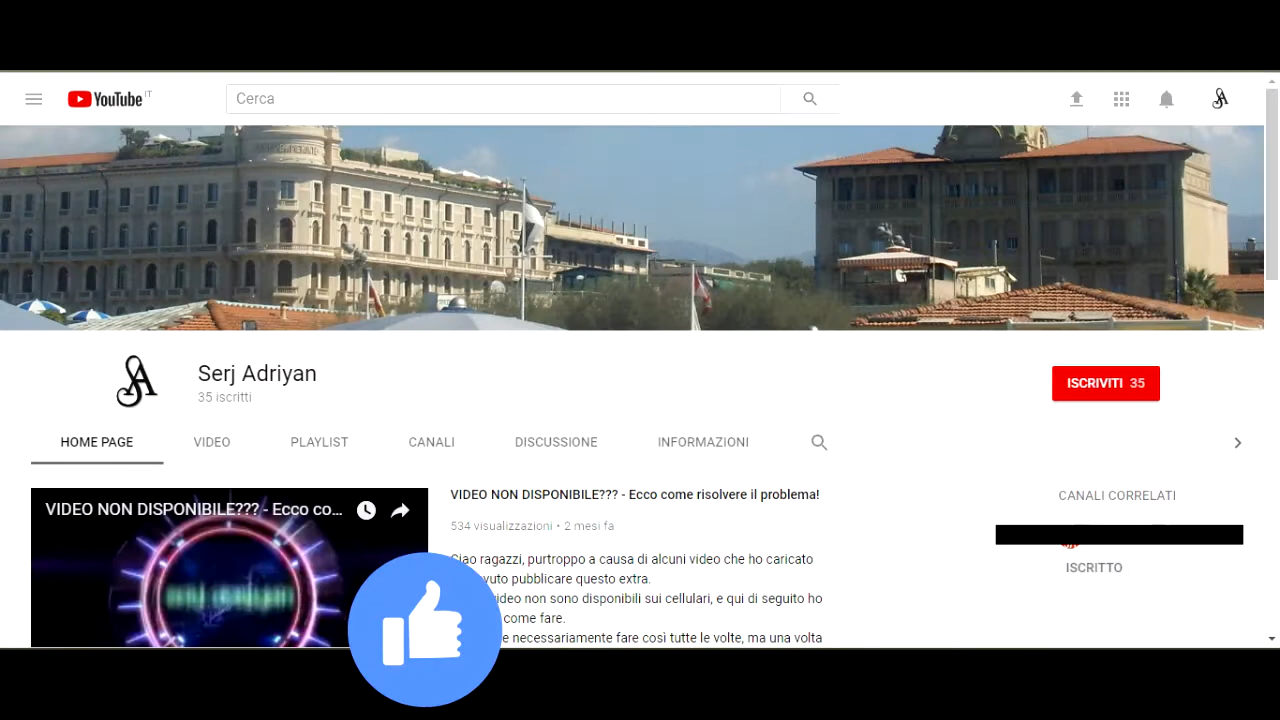 YouTube IT
Cerca
Serj Adriyan
35 iscritti
ISCRIVITI 35
HOME PAGE
VIDEO
PLAYLIST
CANALI
DISCUSSIONE
INFORMAZIONI
VIDEO NON DISPONIBILE??? - Ecco co...
VIDEO NON DISPONIBILE??? - Ecco come risolvere il problema!
534 visualizzazioni • 2 mesi fa
Ciao ragazzi, purtroppo a causa di alcuni video che ho caricato
pubblicare questo extra.
non sono disponibili sui cellulari, e qui di seguito ho
come fare.
necessariamente fare così tutte le volte, ma una volta
CANALI CORRELATI
ISCRITTO